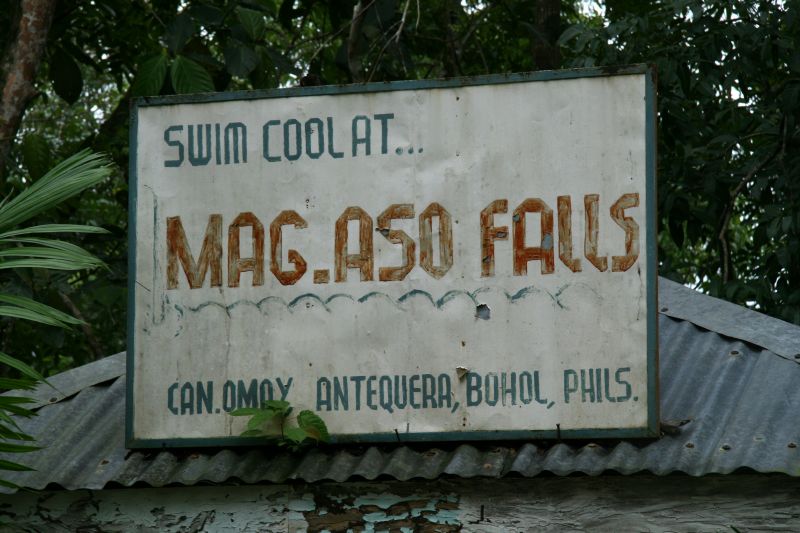 SWIM COOL AT...
MAG.ASO FALLS
CAN.OMAY ANTEQUERA, BOHOL, PHILS.